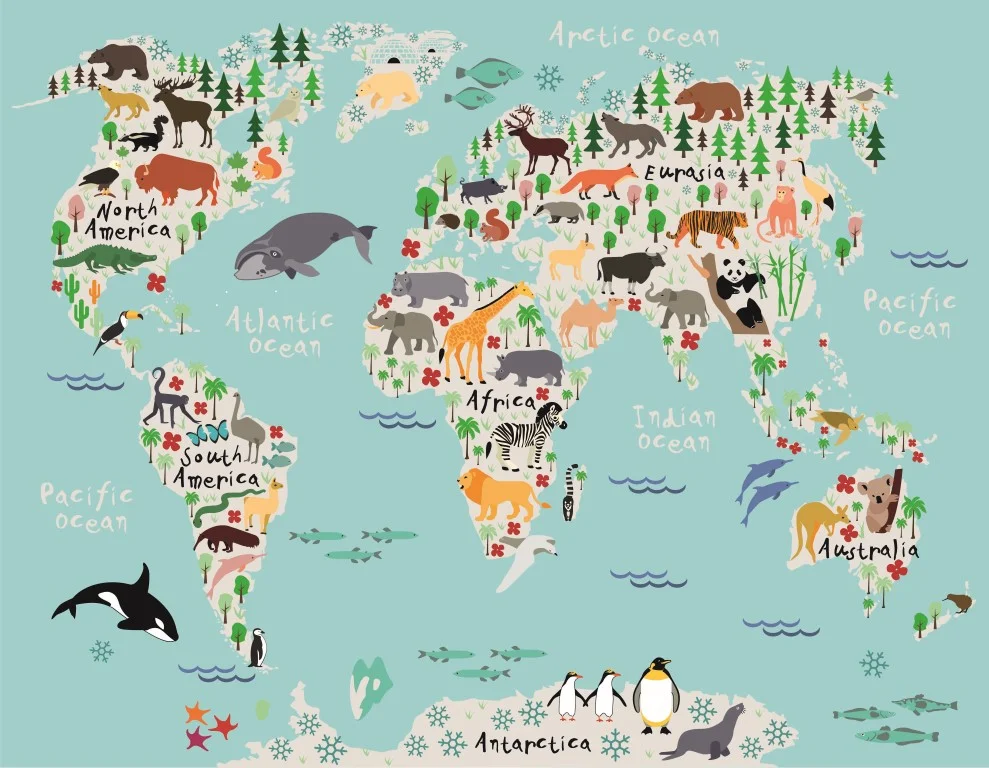 Arctic ocean
Eurasia
North
America
Pacific
ocean
Atlantic
ocean
Africa
Indian
ocean
South
America
Pacific
ocean
Australia
Antarctica